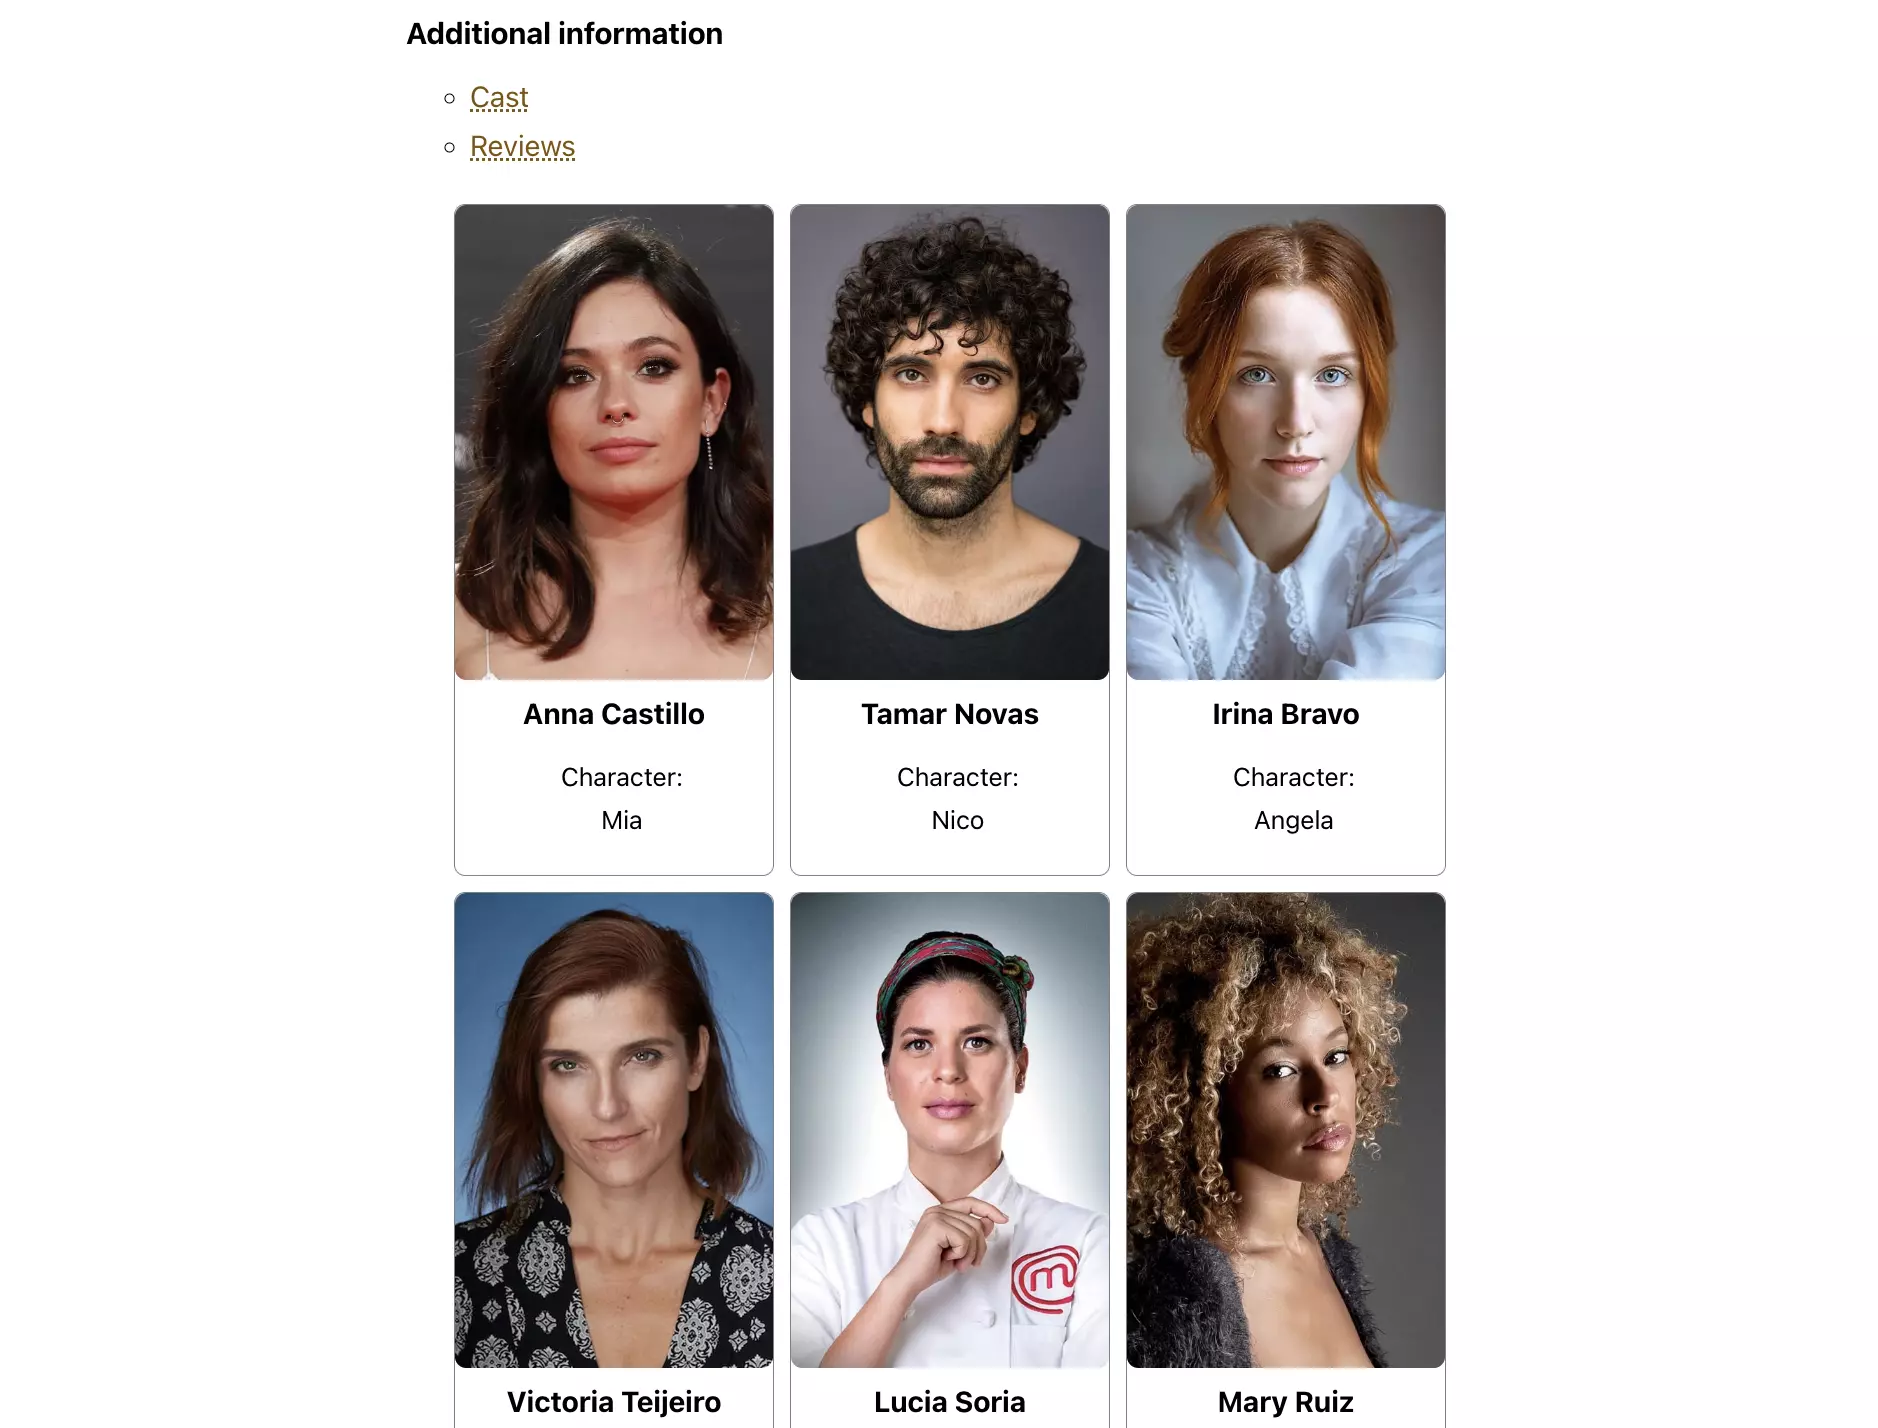 Additional information
Cast
Reviews
Anna Castillo
Character:
Mia
Tamar Novas
Character:
Nico
Irina Bravo
Character:
Angela
Victoria Teijeiro
m
Lucia Soria
Mary Ruiz